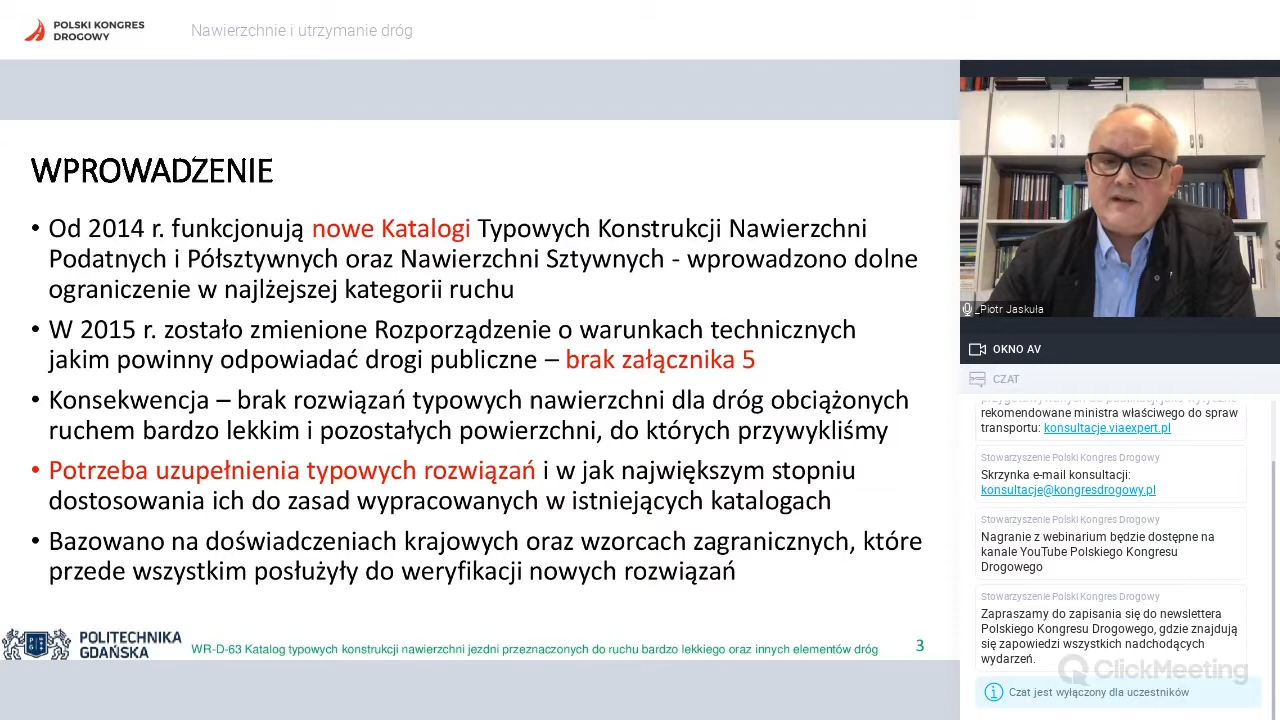 POLSKI KONGRES
DROGOWY
Nawierzchnie i utrzymanie dróg
WPROWADZENIE
• Od 2014 r. funkcjonują nowe Katalogi Typowych Konstrukcji Nawierzchni
Podatnych i Półsztywnych oraz Nawierzchni Sztywnych - wprowadzono dolne
ograniczenie w najlżejszej kategorii ruchu
• W 2015 r. zostało zmienione Rozporządzenie o warunkach technicznych
jakim powinny odpowiadać drogi publiczne – brak załącznika 5
• Konsekwencja – brak rozwiązań typowych nawierzchni dla dróg obciążonych
ruchem bardzo lekkim i pozostałych powierzchni, do których przywykliśmy
• Potrzeba uzupełnienia typowych rozwiązań i w jak największym stopniu
dostosowania ich do zasad wypracowanych w istniejących katalogach
• Bazowano na doświadczeniach krajowych oraz wzorcach zagranicznych, które
przede wszystkim posłużyły do weryfikacji nowych rozwiązań
POLITECHNIKA
GDAŃSKA
WR-D-63 Katalog typowych konstrukcji nawierzchni jezdni przeznaczonych do ruchu bardzo lekkiego oraz innych elementów dróg
3
_Piotr Jaskuła
OKNO AV
CZAT
rekomendowane ministra właściwego do spraw
transportu: konsultacje.viaexpert.pl
Stowarzyszenie Polski Kongres Drogowy
Skrzynka e-mail konsultacji:
konsultacje@kongresdrogowy.pl
Stowarzyszenie Polski Kongres Drogowy
Nagranie z webinarium będzie dostępne na
kanale YouTube Polskiego Kongresu
Drogowego
Stowarzyszenie Polski Kongres Drogowy
Zapraszamy do zapisania się do newslettera
Polskiego Kongresu Drogowego, gdzie znajdują
się zapowiedzi wszystkich nadchodzących
wydarzeń.
ClickMeeting
Czat jest wyłączony dla uczestników